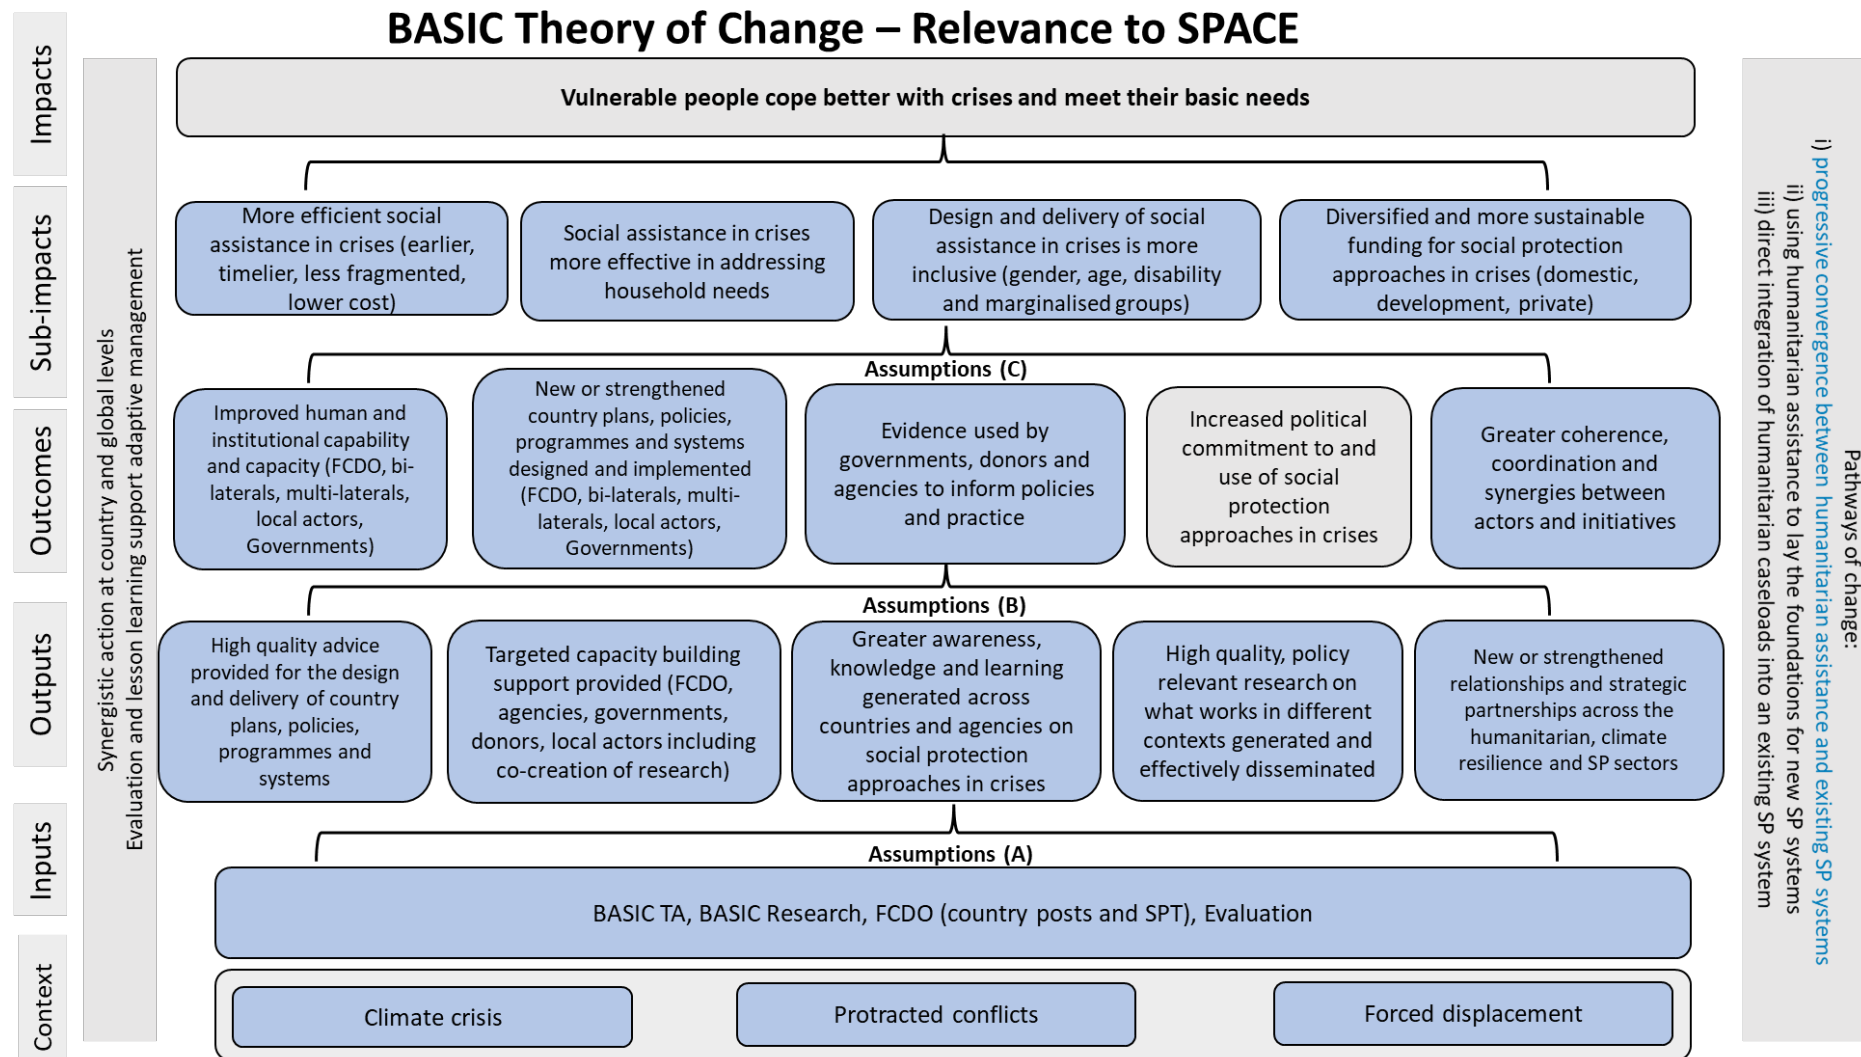 BASIC Theory of Change – Relevance to SPACE
Impacts
Vulnerable people cope better with crises and meet their basic needs
Sub-impacts
More efficient social
assistance in crises (earlier,
timelier, less fragmented,
lower cost)
Social assistance in crises
more effective in addressing
household needs
Design and delivery of social
assistance in crises is more
inclusive (gender, age, disability
and marginalised groups)
Diversified and more sustainable
funding for social protection
approaches in crises (domestic,
development, private)
Assumptions (C)
Outcomes
Improved human and
institutional capability
and capacity (FCDO, bi-
laterals, multi-laterals,
local actors,
Governments)
New or strengthened
country plans, policies,
programmes and systems
designed and implemented
(FCDO, bi-laterals, multi-
laterals, local actors,
Governments)
Evidence used by
governments, donors and
agencies to inform policies
and practice
Increased political
commitment to and
use of social
protection
approaches in crises
Greater coherence,
coordination and
synergies between
actors and initiatives
Assumptions (B)
Outputs
High quality advice
provided for the design
and delivery of country
plans, policies,
programmes and
systems
Targeted capacity building
support provided (FCDO,
agencies, governments,
donors, local actors including
co-creation of research)
Greater awareness,
knowledge and learning
generated across
countries and agencies on
social protection
approaches in crises
High quality, policy
relevant research on
what works in different
contexts generated and
effectively disseminated
New or strengthened
relationships and strategic
partnerships across the
humanitarian, climate
resilience and SP sectors
Assumptions (A)
Inputs
BASIC TA, BASIC Research, FCDO (country posts and SPT), Evaluation
Context
Climate crisis
Protracted conflicts
Forced displacement
Synergistic action at country and global levels
Evaluation and lesson learning support adaptive management
Pathways of change:
i) progressive convergence between humanitarian assistance and existing SP systems
ii) using humanitarian assistance to lay the foundations for new SP systems
iii) direct integration of humanitarian caseloads into an existing SP system